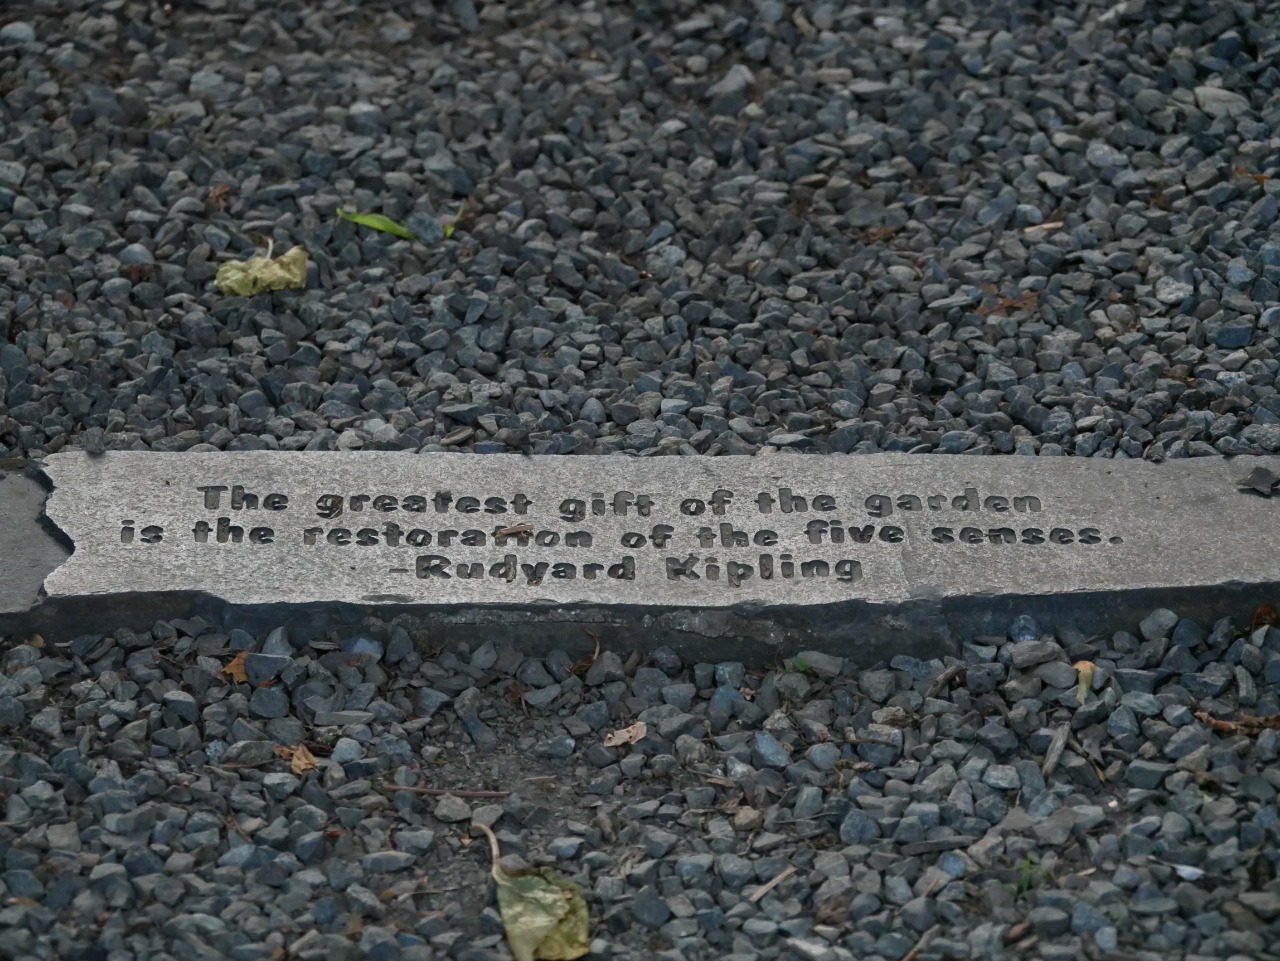 The greatest gift of the garden
is the restoration of the five senses.
-Rudyard Kipling